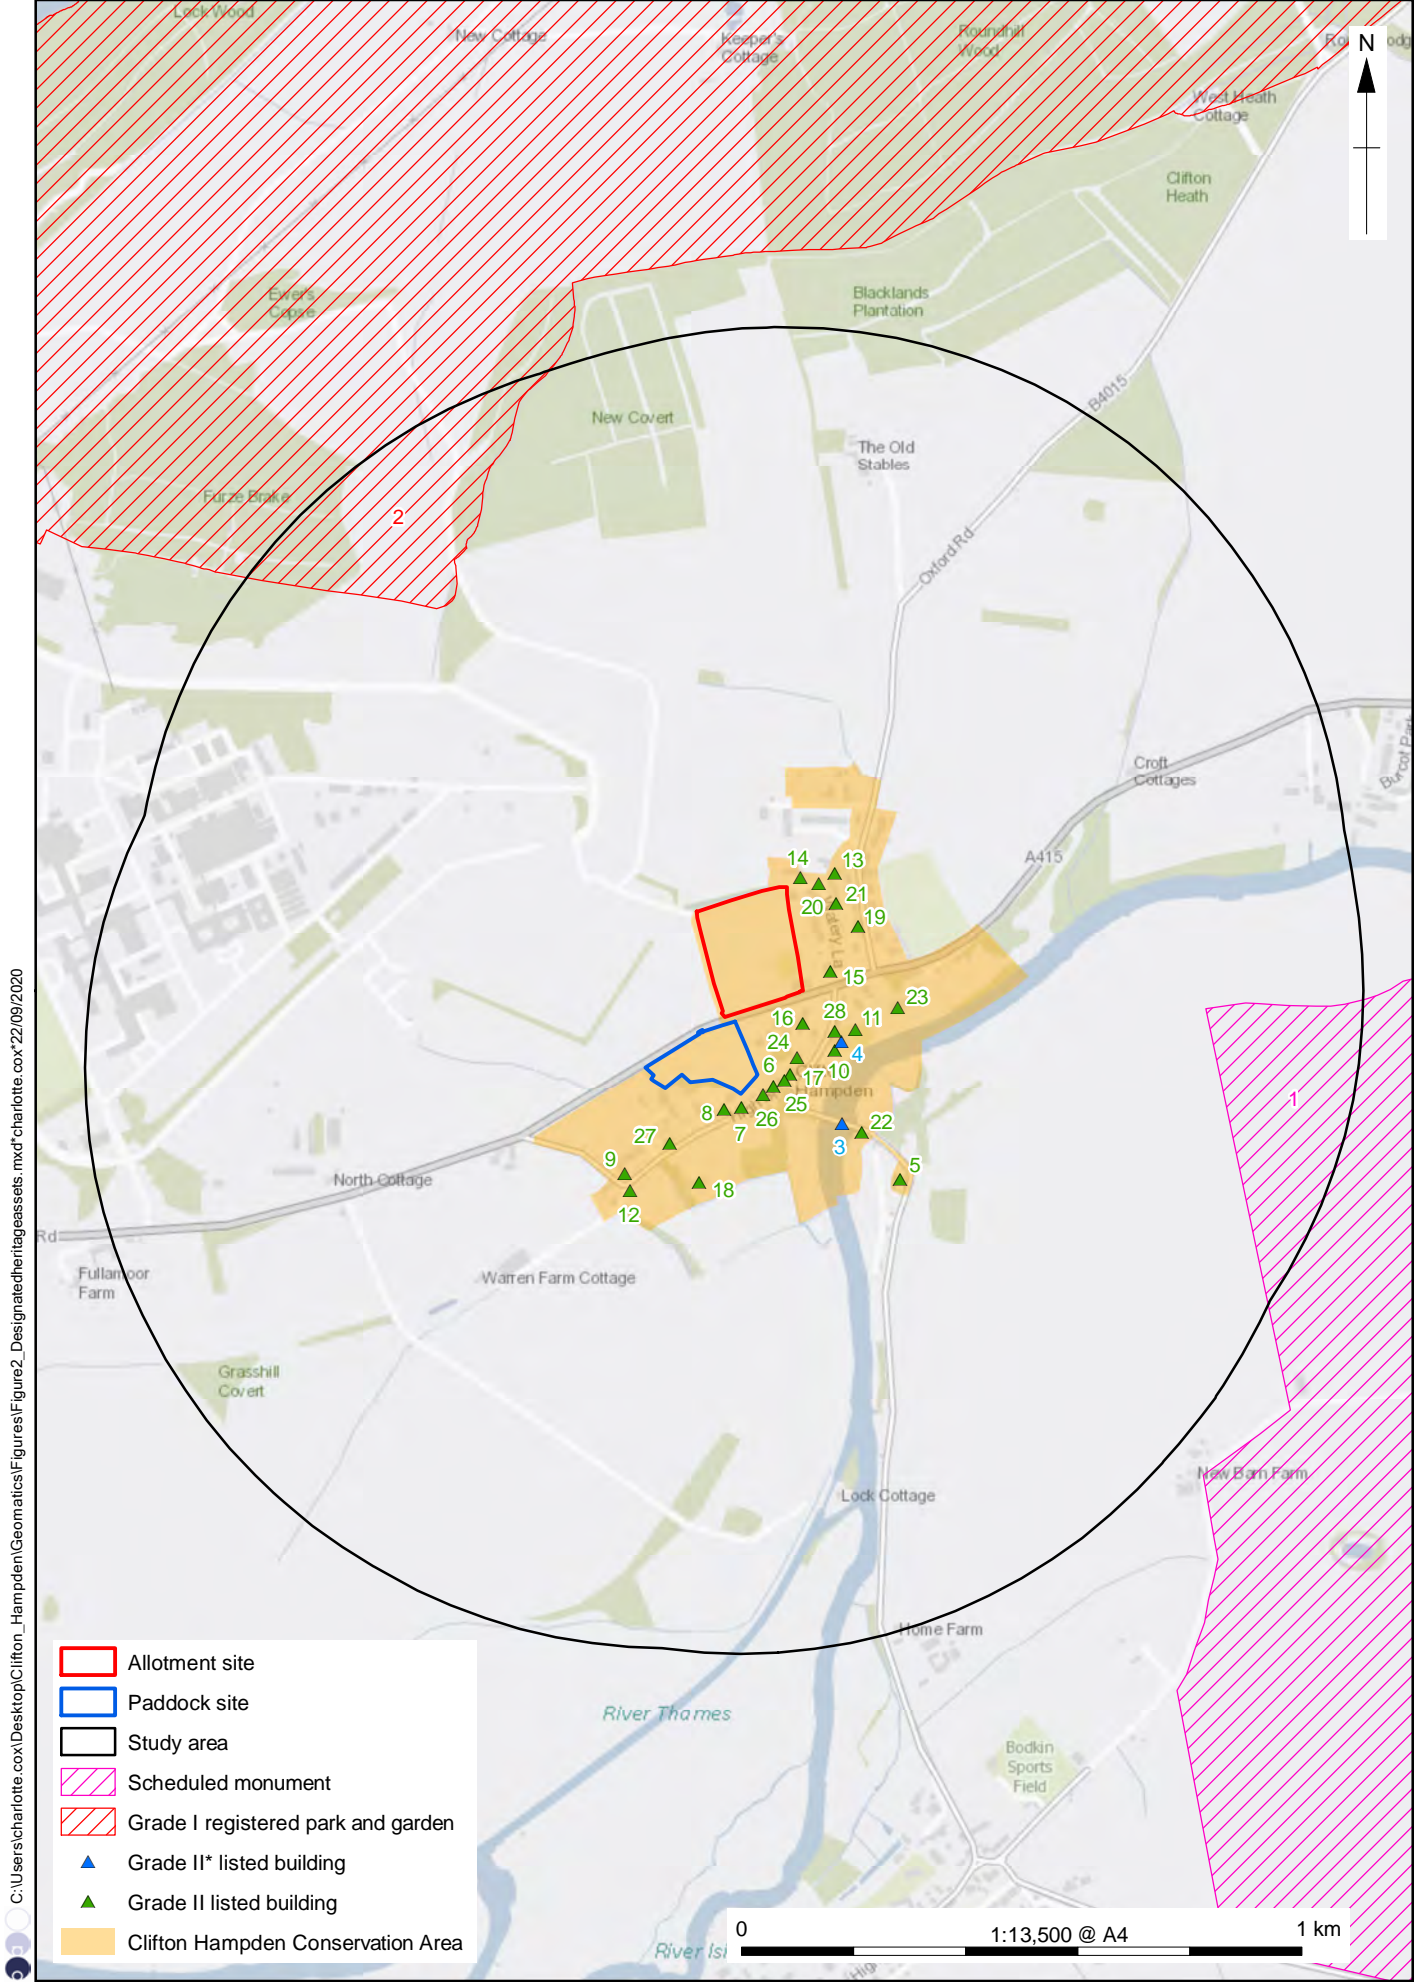 Lock Wood
New Cottage
Keeper's
Cottage
Roundhill
Wood
N
West Heath
Cottage
Clifton
Heath
Ewer's
Copse
Blacklands
Plantation
New Covert
B4015
The Old
Stables
Furze Brake
2
Oxford Rd
Croft
Cottages
Burcot Par
A415
14
13
20
21
19
15
23
16
28
11
24
4
6
17
10
Hampden
8
7
26
25
27
3
22
9
5
18
12
1
North Cottage
Rd
Fullamoor
Farm
Warren Farm Cottage
Grasshill
Covert
New Barn Farm
Lock Cottage
Home Farm
River Thames
Bodkin
Sports
Field
Allotment site
Paddock site
Study area
Scheduled monument
Grade I registered park and garden
Grade II* listed building
Grade II listed building
Clifton Hampden Conservation Area
0
1:13,500 @ A4
1 km
C:\Users\charlotte.cox\Desktop\Clifton_Hampden\Geomatics\Figures\Figure2_Designatedheritageassets.mxd*charlotte.cox*22/09/2020